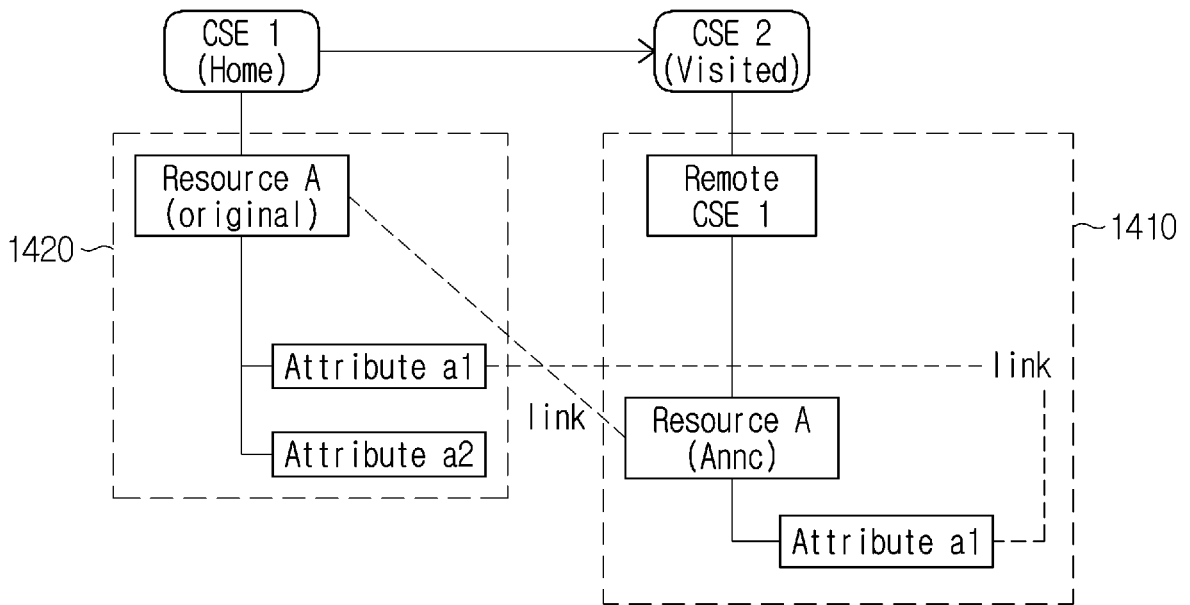 CSE 1
(Home)
CSE 2
(Visited)
Resource A
(original)
Remote
CSE 1
1420
1410
Attribute a1
link
link
Resource A
(Annc)
Attribute a2
Attribute a1